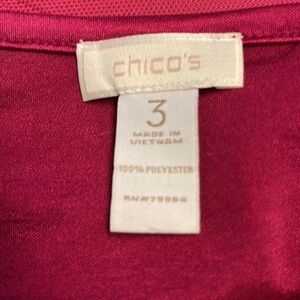 chico's
3
MADE IN
VIETNAM
100% POLYESTER